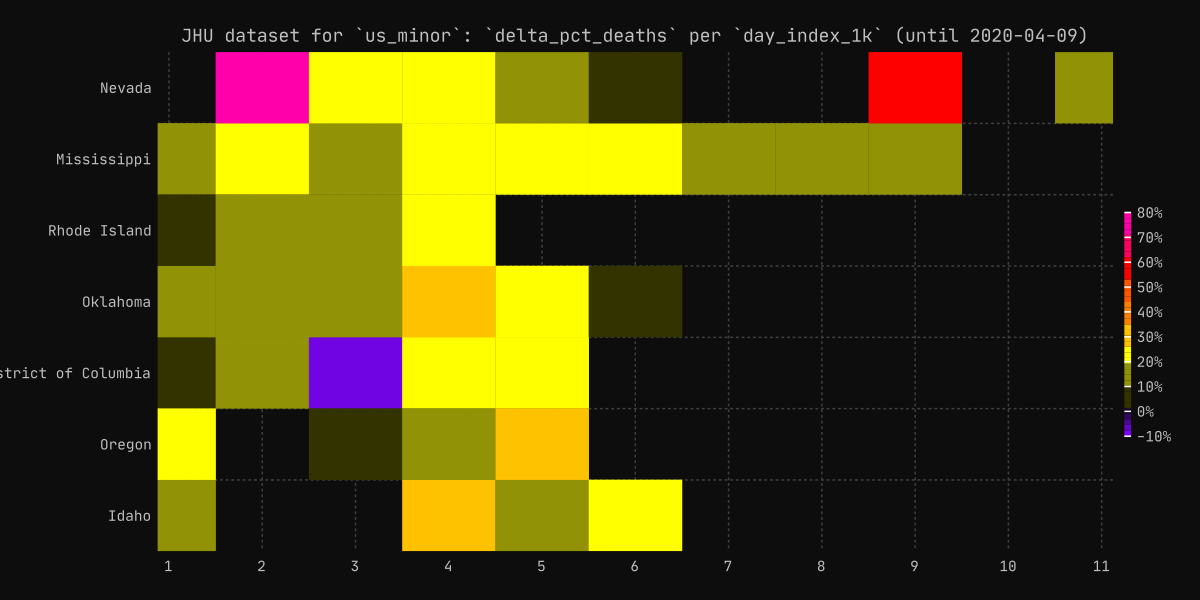 JHU dataset for `us_minor`: `delta_pct_deaths` per `day_index_1k` (until 2020-04-09)
Nevada
Mississippi
Rhode Island
Oklahoma
strict of Columbia
Oregon
Idaho
1 2 3 4 5 6 7 8 9 10 11
80%
70%
60%
50%
40%
30%
20%
10%
0%
-10%